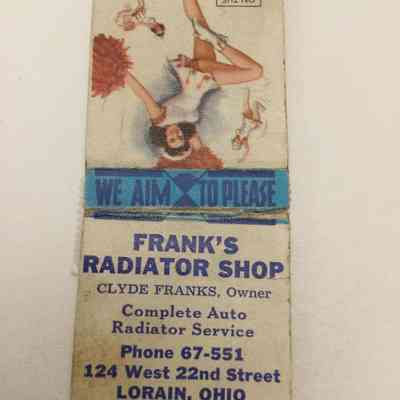 WE AIM TO PLEASE
FRANK'S
RADIATOR SHOP
CLYDE FRANKS, Owner
Complete Auto
Radiator Service
Phone 67-551
124 West 22nd Street
LORAIN, OHIO